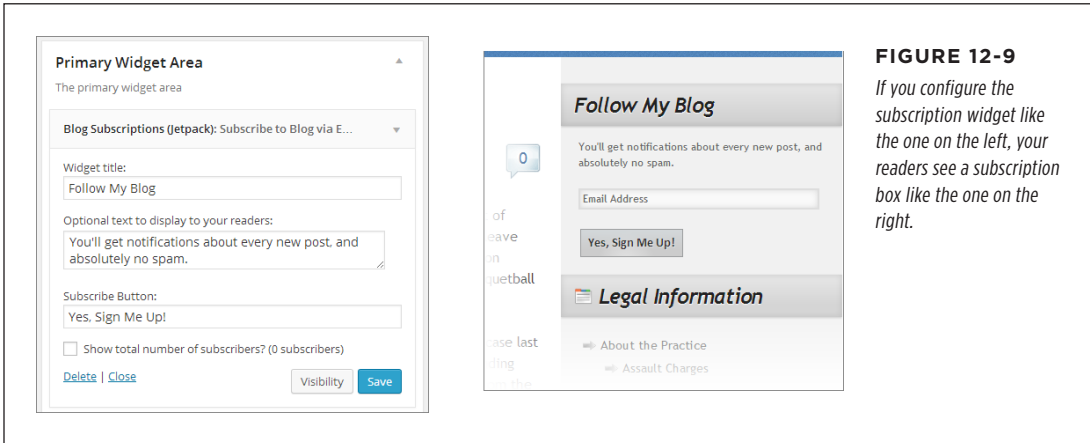 Primary Widget Area
The primary widget area
Blog Subscriptions (Jetpack): Subscribe to Blog via E...
Widget title:
Follow My Blog
Optional text to display to your readers:
You'll get notifications about every new post, and
absolutely no spam.
Subscribe Button:
Yes, Sign Me Up!
Show total number of subscribers? (0 subscribers)
Delete | Close
Visibility
Save
0
of
eave
on
quetball
case last
ding
Follow My Blog
You'll get notifications about every new post, and
absolutely no spam.
Email Address
Yes, Sign Me Up!
Legal Information
About the Practice
Assault Charges
FIGURE 12-9
If you configure the
subscription widget like
the one on the left, your
readers see a subscription
box like the one on the
right.